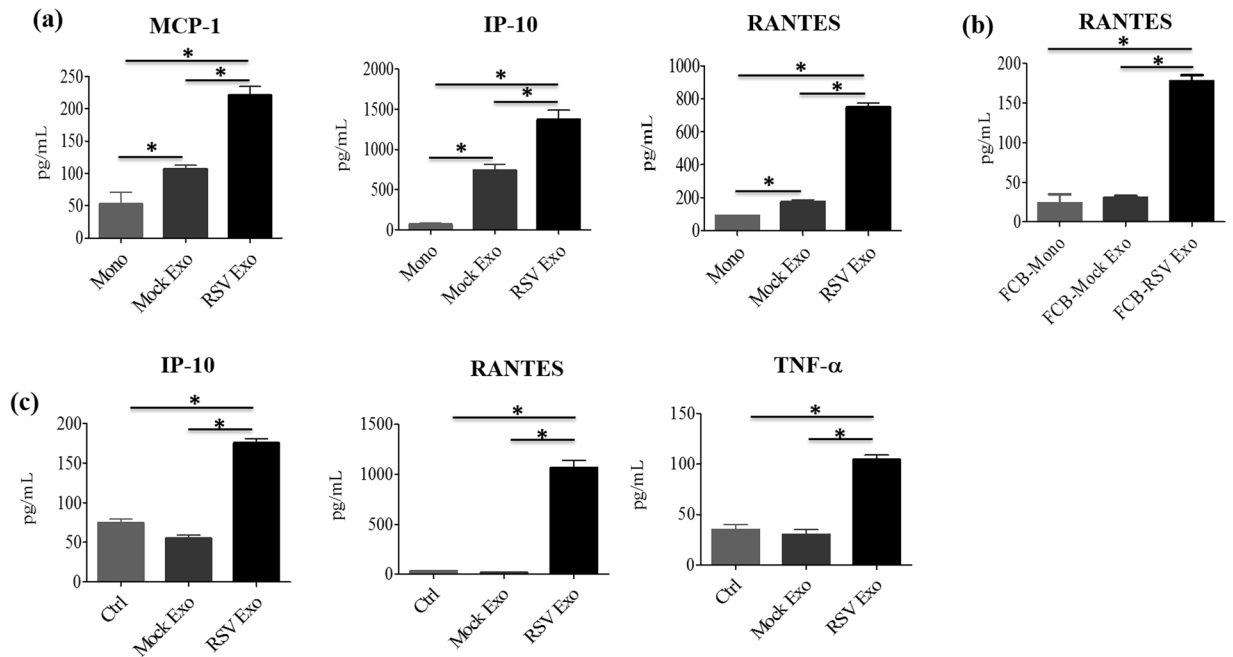 (a)
MCP-1
*
*
*
pg/mL
250
200
150
100
50
0
Mono
Mock Exo
RSV Exo
IP-10
*
*
*
pg/mL
2000
1500
1000
500
0
Mono
Mock Exo
RSV Exo
RANTES
*
*
*
pg/mL
1000
800
600
400
200
0
Mono
Mock Exo
RSV Exo
(b)
RANTES
*
*
pg/mL
200
150
100
50
0
FCB-Mono
FCB-Mock Exo
FCB-RSV Exo
(c)
IP-10
*
*
pg/mL
200
150
100
50
0
Ctrl
Mock Exo
RSV Exo
RANTES
*
*
pg/mL
1500
1000
500
0
Ctrl
Mock Exo
RSV Exo
TNF-α
*
*
pg/mL
150
100
50
0
Ctrl
Mock Exo
RSV Exo